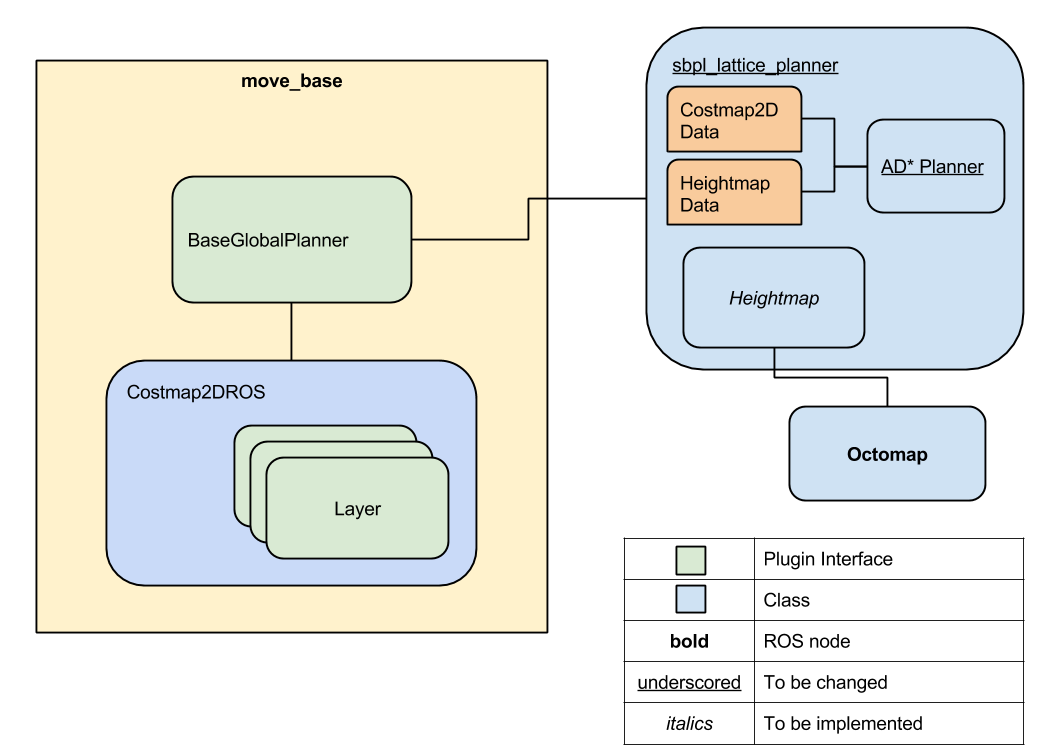 move_base
BaseGlobalPlanner
Costmap2DROS
Layer
sbpl_lattice_planner
Costmap2D
Data
Heightmap
Data
AD* Planner
Heightmap
Octomap
Plugin Interface
Class
bold ROS node
underscored To be changed
italics To be implemented